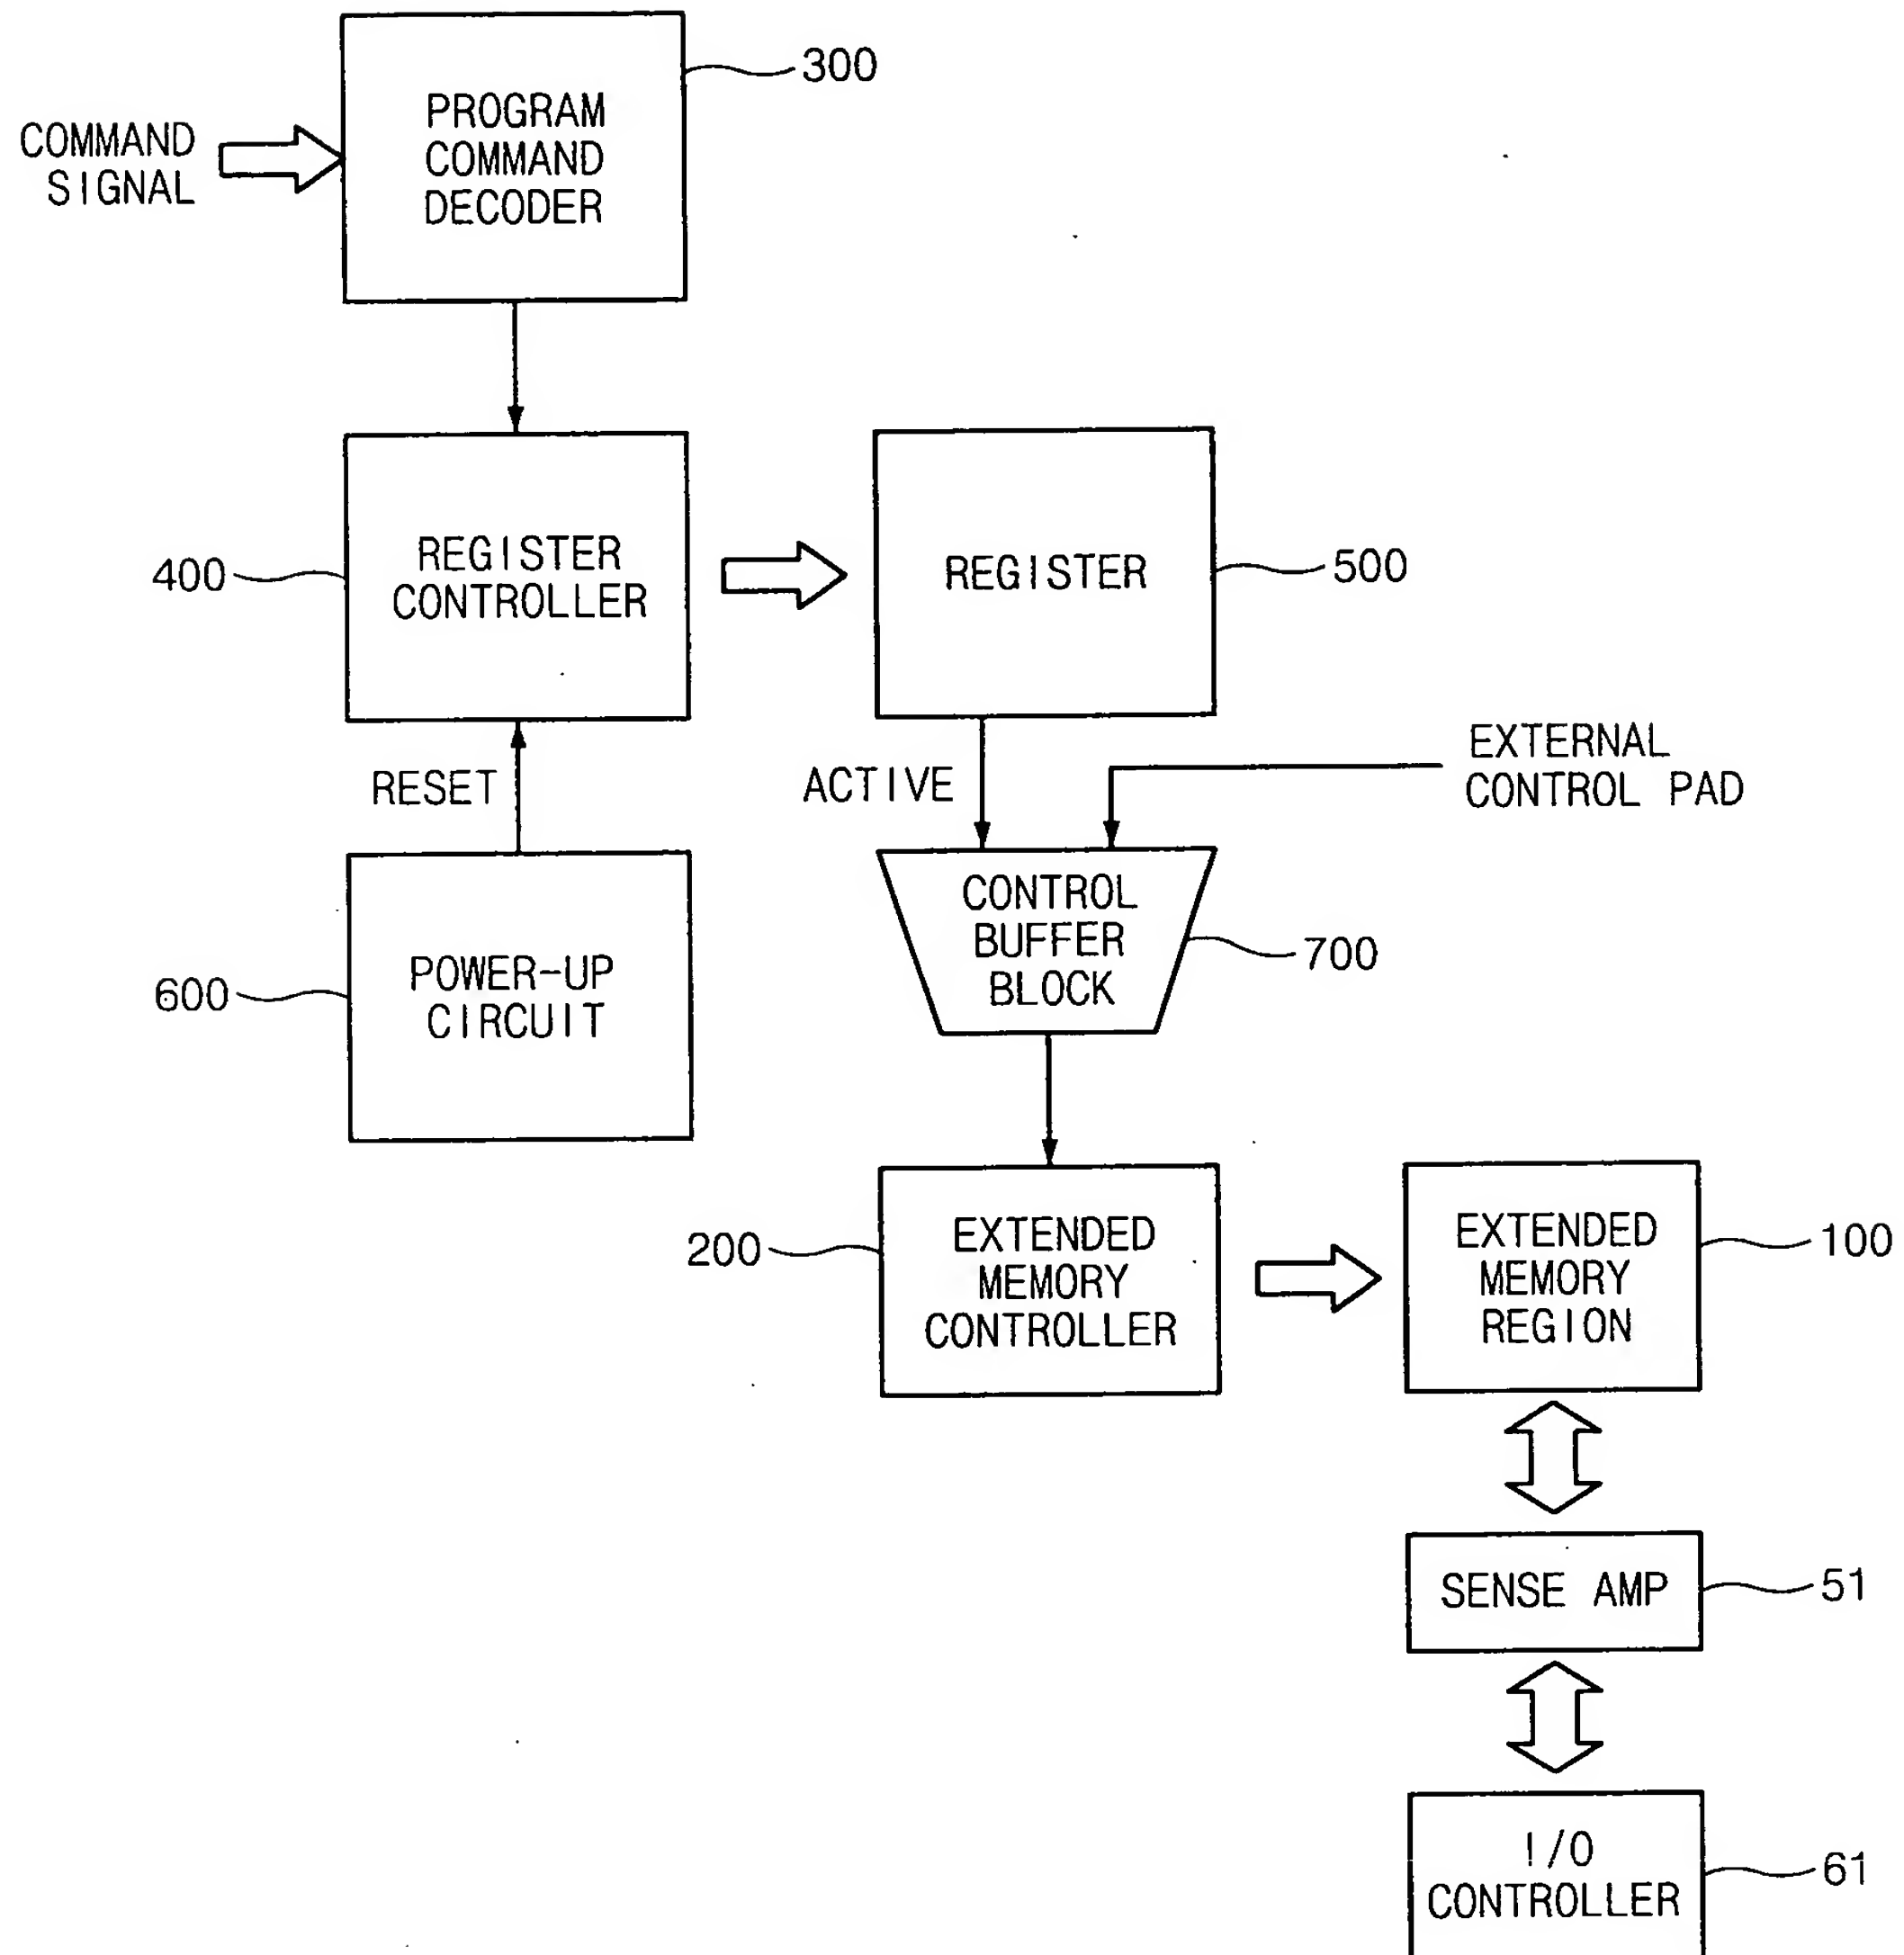 300
PROGRAM
COMMAND
DECODER
COMMAND
SIGNAL
REGISTER
CONTROLLER
400
REGISTER
500
RESET
ACTIVE
EXTERNAL
CONTROL PAD
POWER-UP
CIRCUIT
600
CONTROL
BUFFER
BLOCK
700
EXTENDED
MEMORY
CONTROLLER
200
EXTENDED
MEMORY
REGION
100
SENSE AMP
51
I/O
CONTROLLER
61